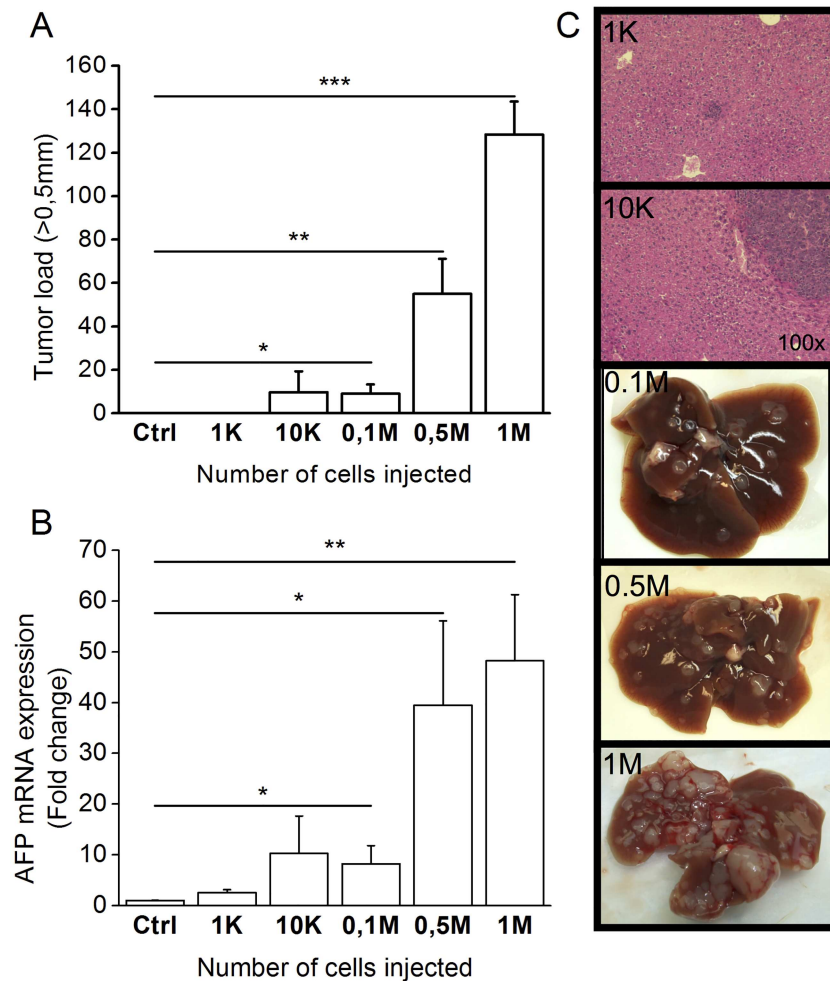 A
160
140
120
100
80
60
40
20
0
Tumor load (>0,5mm)
***
**
*
Ctrl 1K 10K 0,1M 0,5M 1M
Number of cells injected
B
70
60
50
40
30
20
10
0
AFP mRNA expression
(Fold change)
**
*
*
Ctrl 1K 10K 0,1M 0,5M 1M
Number of cells injected
C
1K
10K
100x
0.1M
0.5M
1M